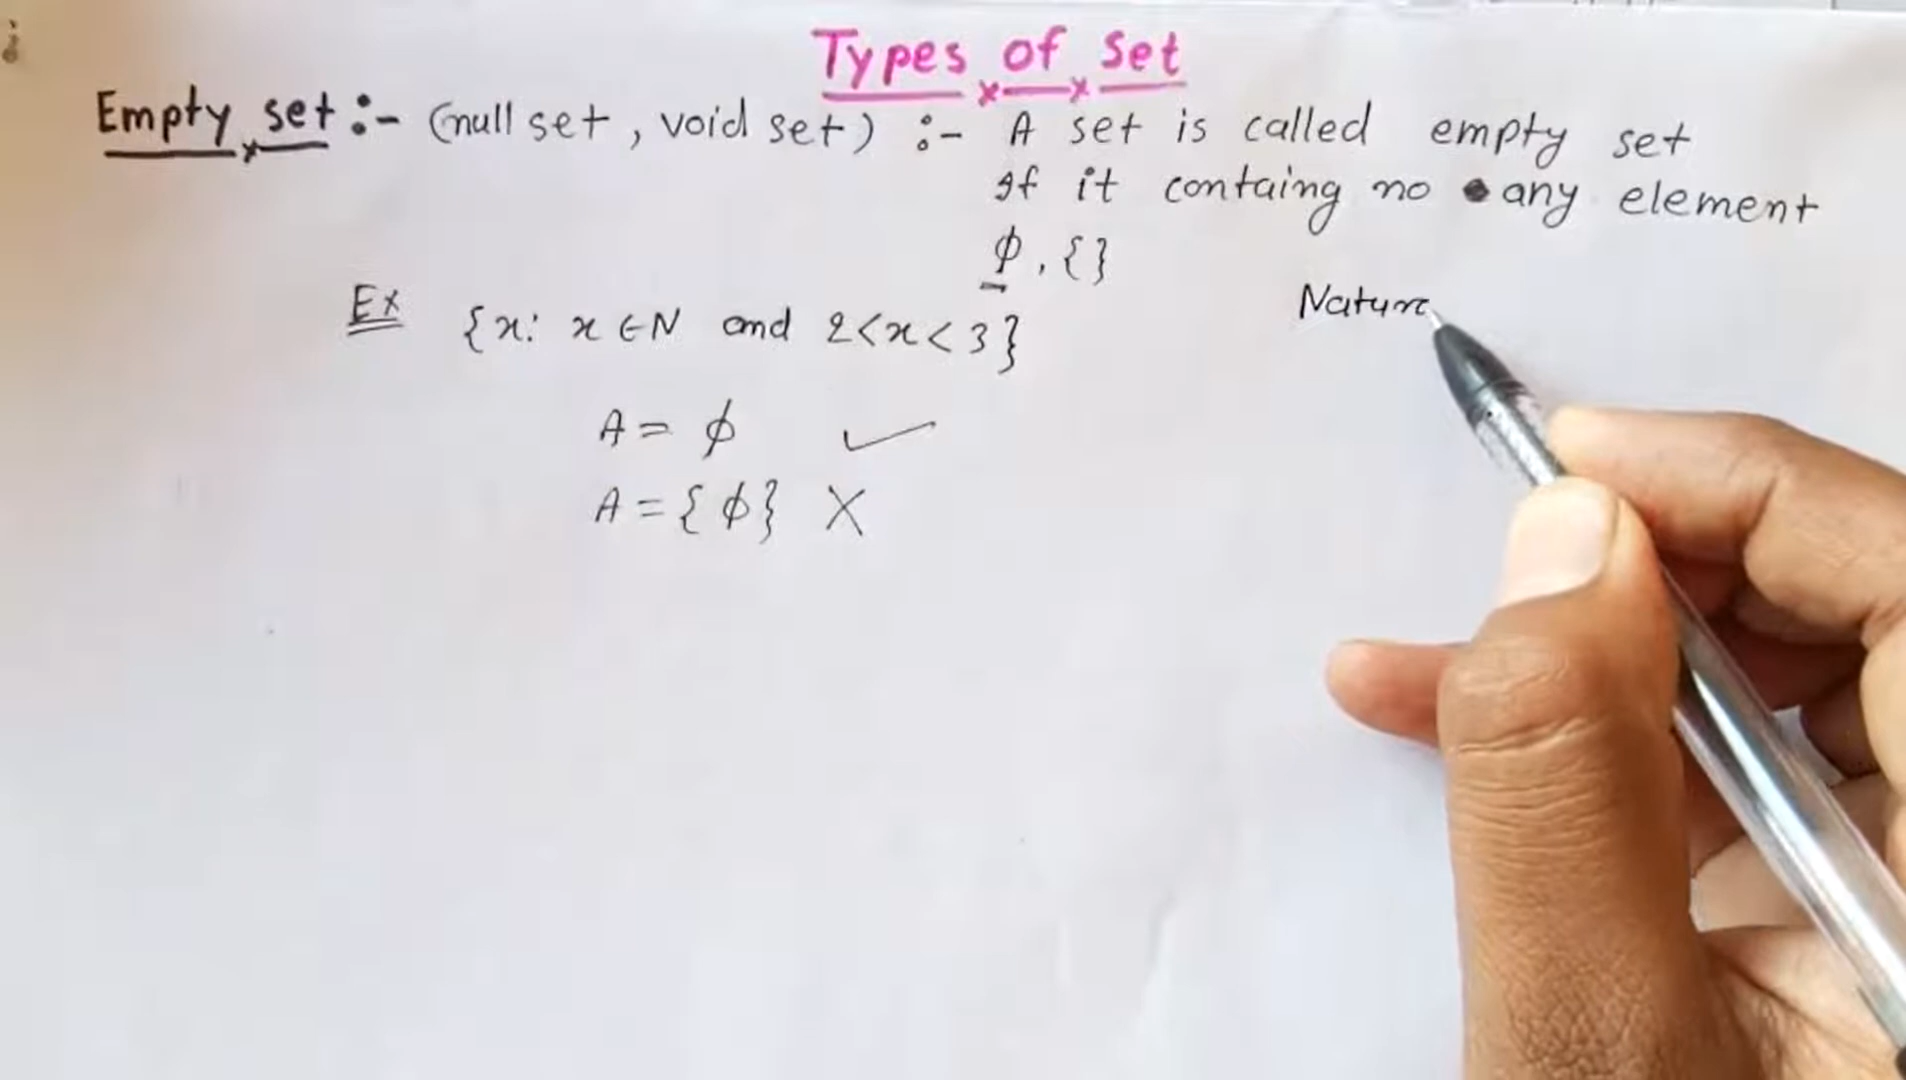 Types of Set
Empty set :- (null set, void set) :- A set is called empty set
If it containg no any element
ϕ, {}
Ex {x: x ∈ N and 2<x<3}
Natura
A = ϕ ✓
A = {ϕ} X